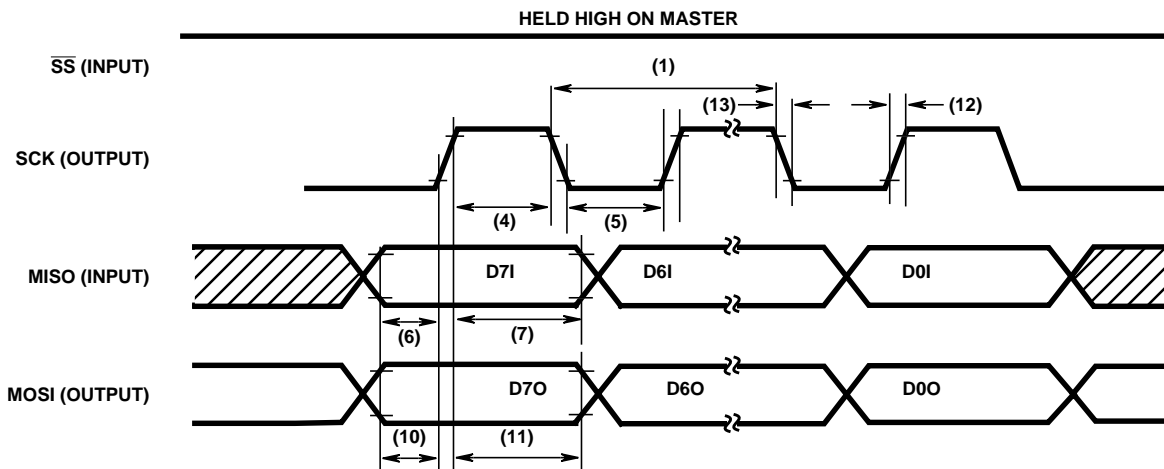 HELD HIGH ON MASTER
SS (INPUT)
(1)
(13)
(12)
SCK (OUTPUT)
(4)
(5)
MISO (INPUT)
D7I
D6I
D0I
(6)
(7)
MOSI (OUTPUT)
D7O
D6O
D0O
(10)
(11)